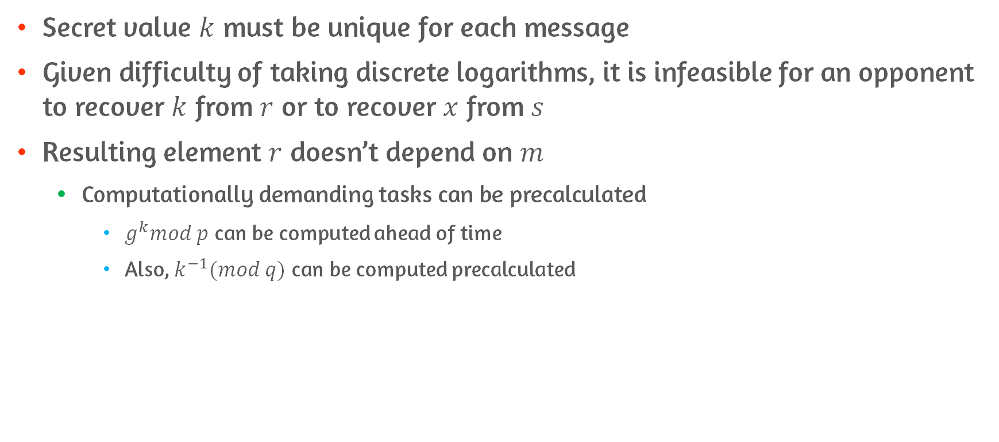 • Secret value k must be unique for each message
• Given difficulty of taking discrete logarithms, it is infeasible for an opponent
to recover k from r or to recover x from s
• Resulting element r doesn’t depend on m
• Computationally demanding tasks can be precalculated
• gᵏ mod p can be computed ahead of time
• Also, k⁻¹(mod q) can be computed precalculated